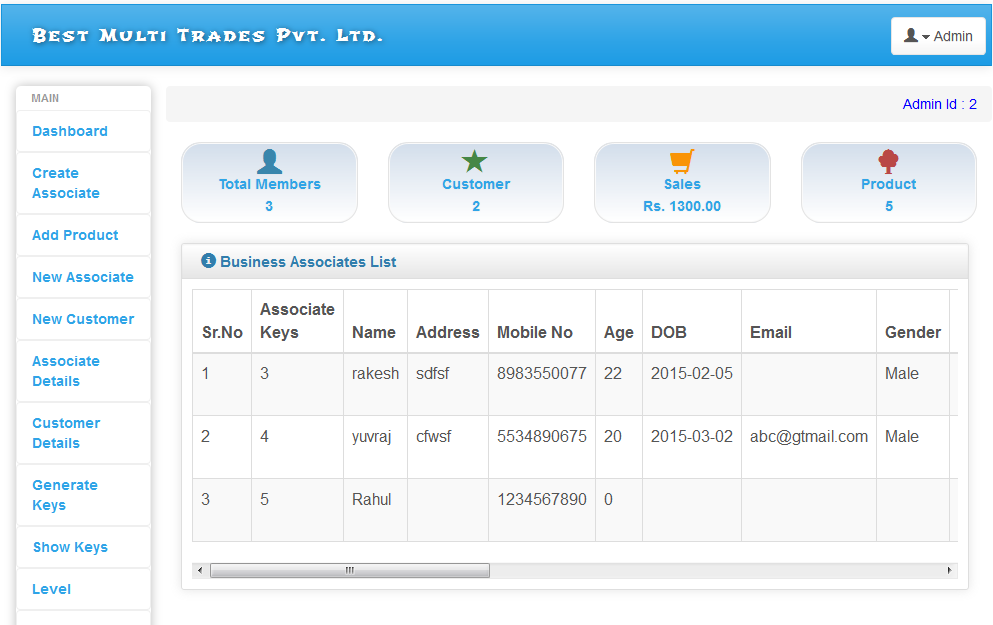 Best Multi Trades Pvt. Ltd.
Admin
MAIN
Dashboard
Create
Associate
Add Product
New Associate
New Customer
Associate
Details
Customer
Details
Generate
Keys
Show Keys
Level
Admin Id : 2
Total Members
3
Customer
2
Sales
Rs. 1300.00
Product
5
Business Associates List
Sr.No Associate Keys Name Address Mobile No Age DOB Email Gender
1 3 rakesh sdfsf 8983550077 22 2015-02-05 Male
2 4 yuvraj cfwsf 5534890675 20 2015-03-02 abc@gtmail.com Male
3 5 Rahul 1234567890 0